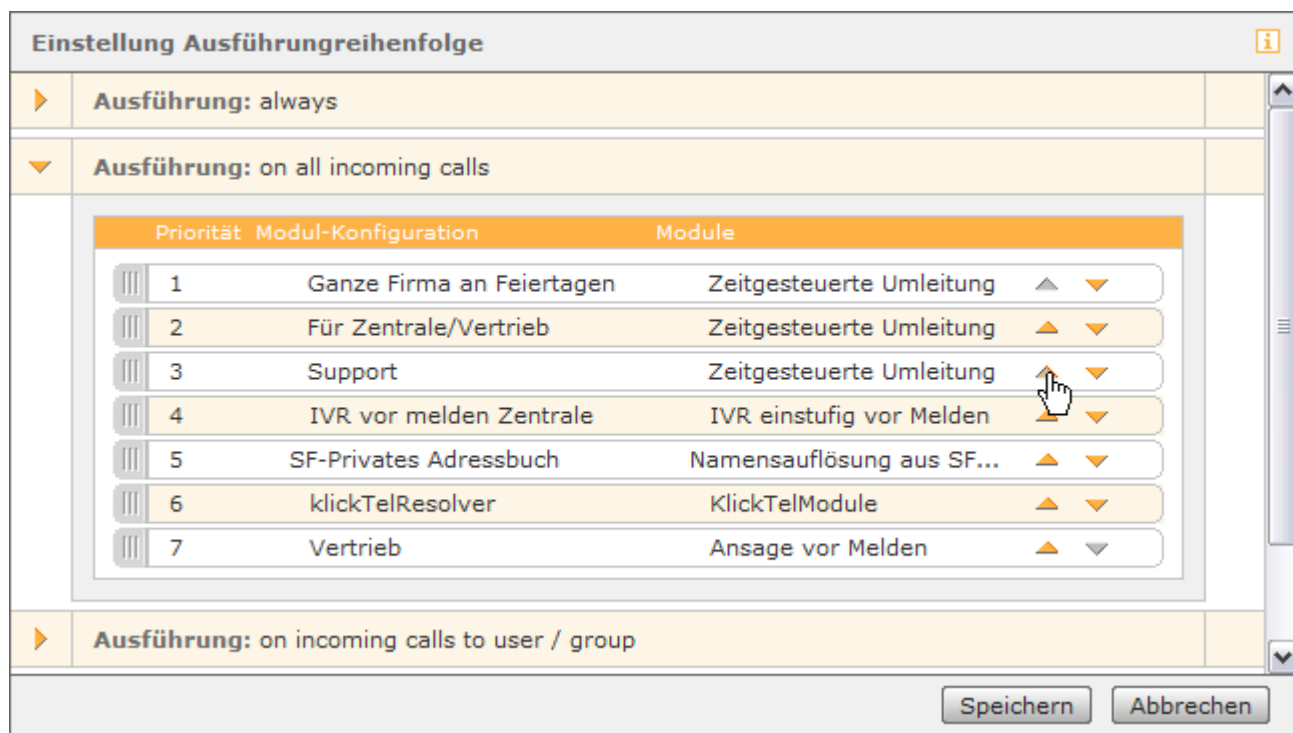 Einstellung Ausführungreihenfolge
Ausführung: always
Ausführung: on all incoming calls
Priorität Modul-Konfiguration Module
1 Ganze Firma an Feiertagen Zeitgesteuerte Umleitung
2 Für Zentrale/Vertrieb Zeitgesteuerte Umleitung
3 Support Zeitgesteuerte Umleitung
4 IVR vor melden Zentrale IVR einstufig vor Melden
5 SF-Privates Adressbuch Namensauflösung aus SF...
6 klickTelResolver KlickTelModule
7 Vertrieb Ansage vor Melden
Ausführung: on incoming calls to user / group
Speichern Abbrechen